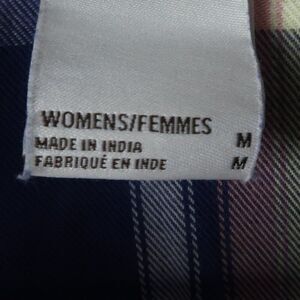 WOMENS/FEMMES M
MADE IN INDIA
FABRIQUÉ EN INDE M